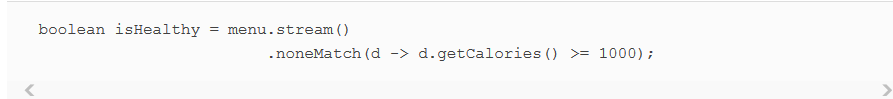 boolean isHealthy = menu.stream()
.noneMatch(d -> d.getCalories() >= 1000);